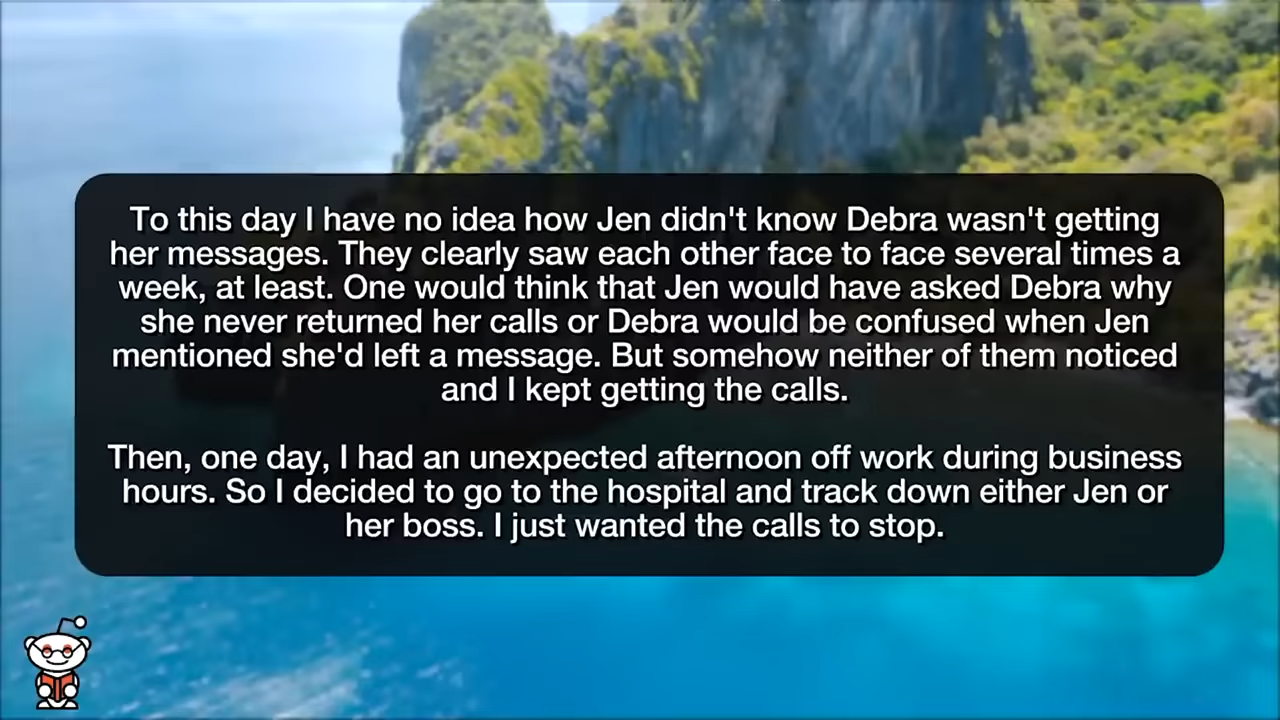 To this day I have no idea how Jen didn't know Debra wasn't getting
her messages. They clearly saw each other face to face several times a
week, at least. One would think that Jen would have asked Debra why
she never returned her calls or Debra would be confused when Jen
mentioned she'd left a message. But somehow neither of them noticed
and I kept getting the calls.
Then, one day, I had an unexpected afternoon off work during business
hours. So I decided to go to the hospital and track down either Jen or
her boss. I just wanted the calls to stop.